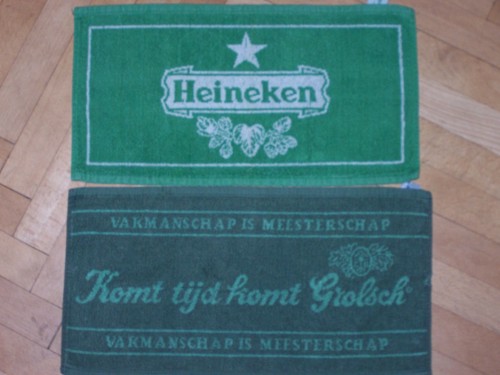 Heineken
VAKMANSCHAP IS MEESTERSCHAP
Komt tijd komt Grolsch
VAKMANSCHAP IS MEESTERSCHAP